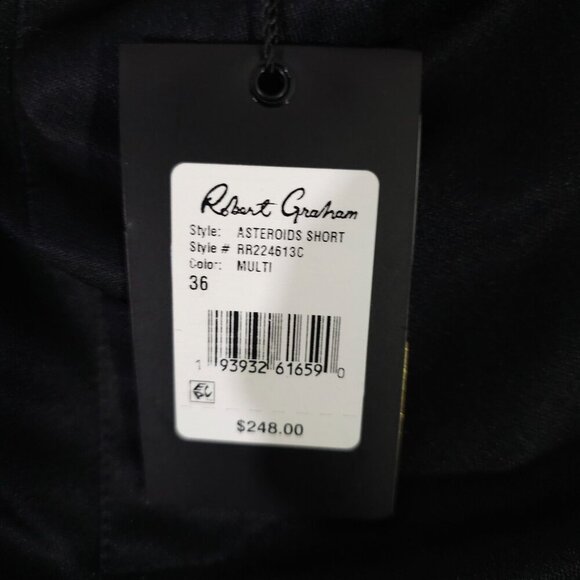 Robert Graham
Style: ASTEROIDS SHORT
Style # RR224613C
Color: MULTI
36
1 93932 61659 0
$248.00